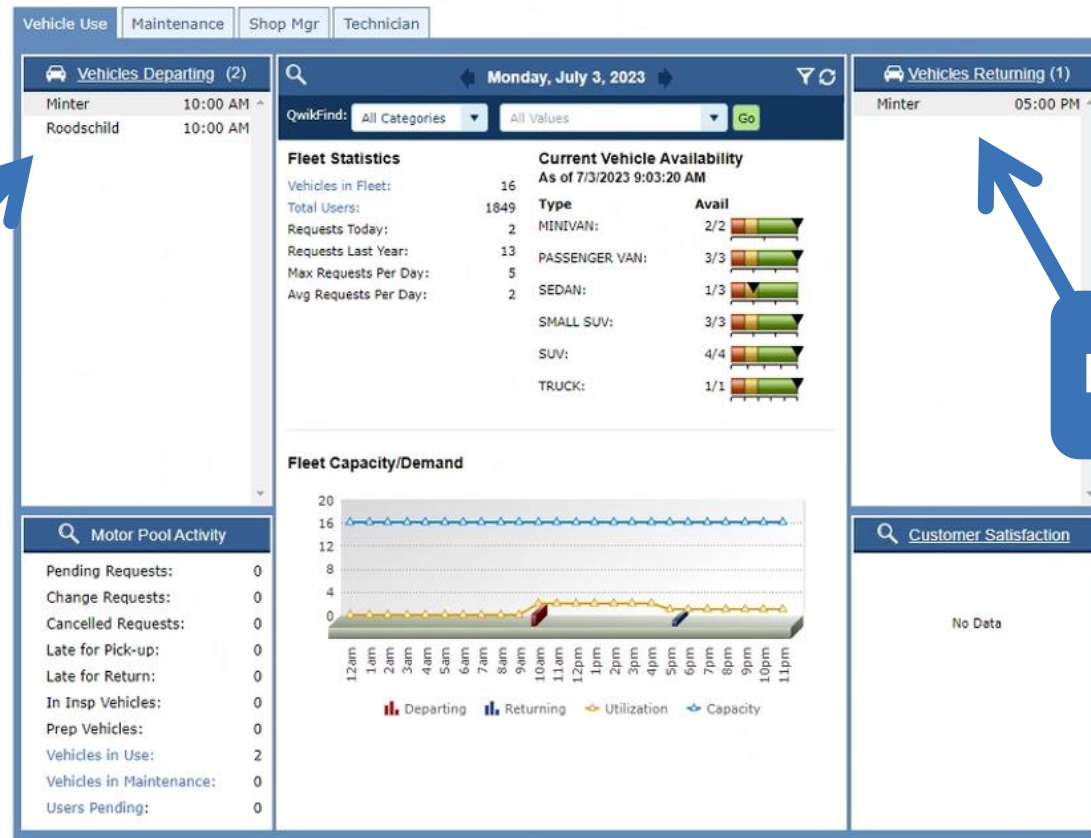 Vehicle Use Maintenance Shop Mgr Technician
Vehicles Departing (2)
Minter 10:00 AM
Roodschild 10:00 AM
Monday, July 3, 2023
QwikFind: All Categories All Values Go
Fleet Statistics
Vehicles in Fleet: 16
Total Users: 1849
Requests Today: 2
Requests Last Year: 13
Max Requests Per Day: 5
Avg Requests Per Day: 2
Current Vehicle Availability
As of 7/3/2023 9:03:20 AM
Type Avail
MINIVAN: 2/2
PASSENGER VAN: 3/3
SEDAN: 1/3
SMALL SUV: 3/3
SUV: 4/4
TRUCK: 1/1
Vehicles Returning (1)
Minter 05:00 PM
Motor Pool Activity
Pending Requests: 0
Change Requests: 0
Cancelled Requests: 0
Late for Pick-up: 0
Late for Return: 0
In Insp Vehicles: 0
Prep Vehicles: 0
Vehicles in Use: 2
Vehicles in Maintenance: 0
Users Pending: 0
Fleet Capacity/Demand
20
16
12
8
4
0
12am 1am 2am 3am 4am 5am 6am 7am 8am 9am 10am 11am 12pm 1pm 2pm 3pm 4pm 5pm 6pm 7pm 8pm 9pm 10pm 11pm
Departing Returning Utilization Capacity
Customer Satisfaction
No Data